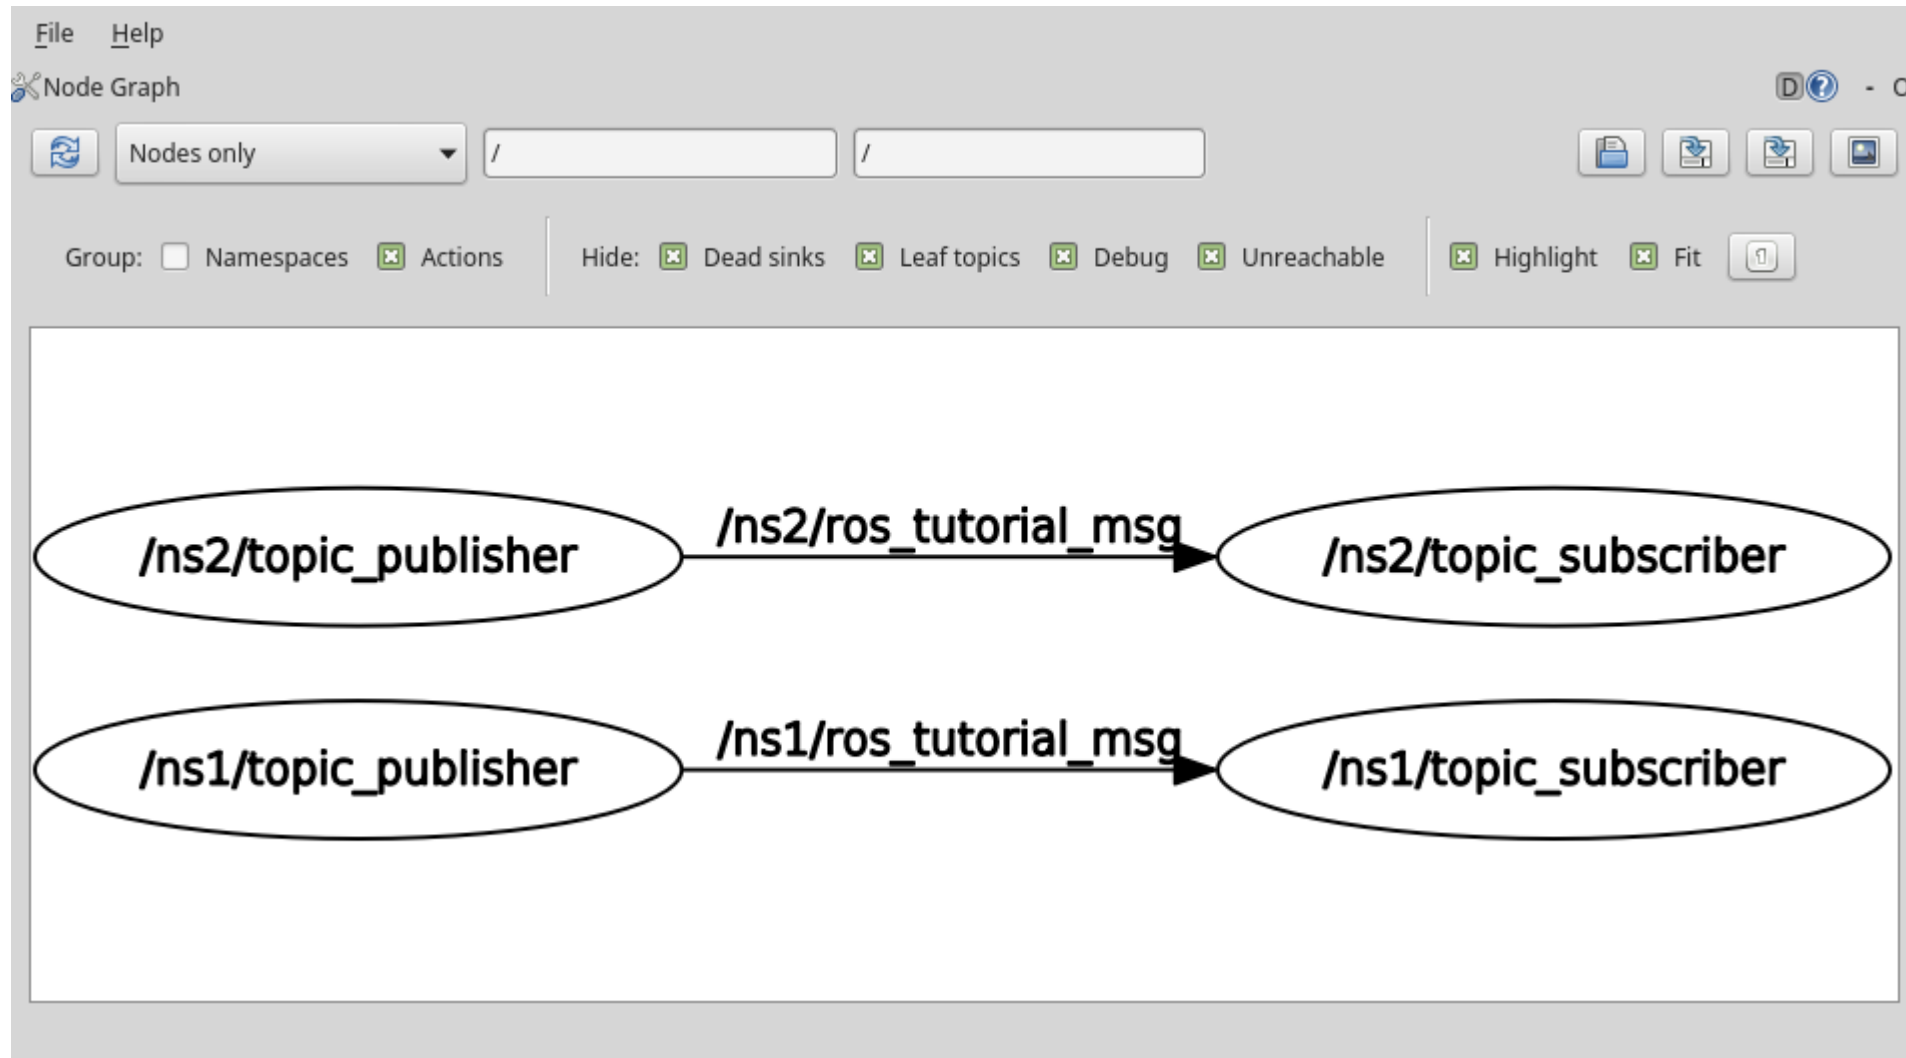 File Help
Node Graph D ? - O
Nodes only / /
Group: Namespaces Actions Hide: Dead sinks Leaf topics Debug Unreachable Highlight Fit
/ns2/topic_publisher /ns2/ros_tutorial_msg /ns2/topic_subscriber
/ns1/topic_publisher /ns1/ros_tutorial_msg /ns1/topic_subscriber